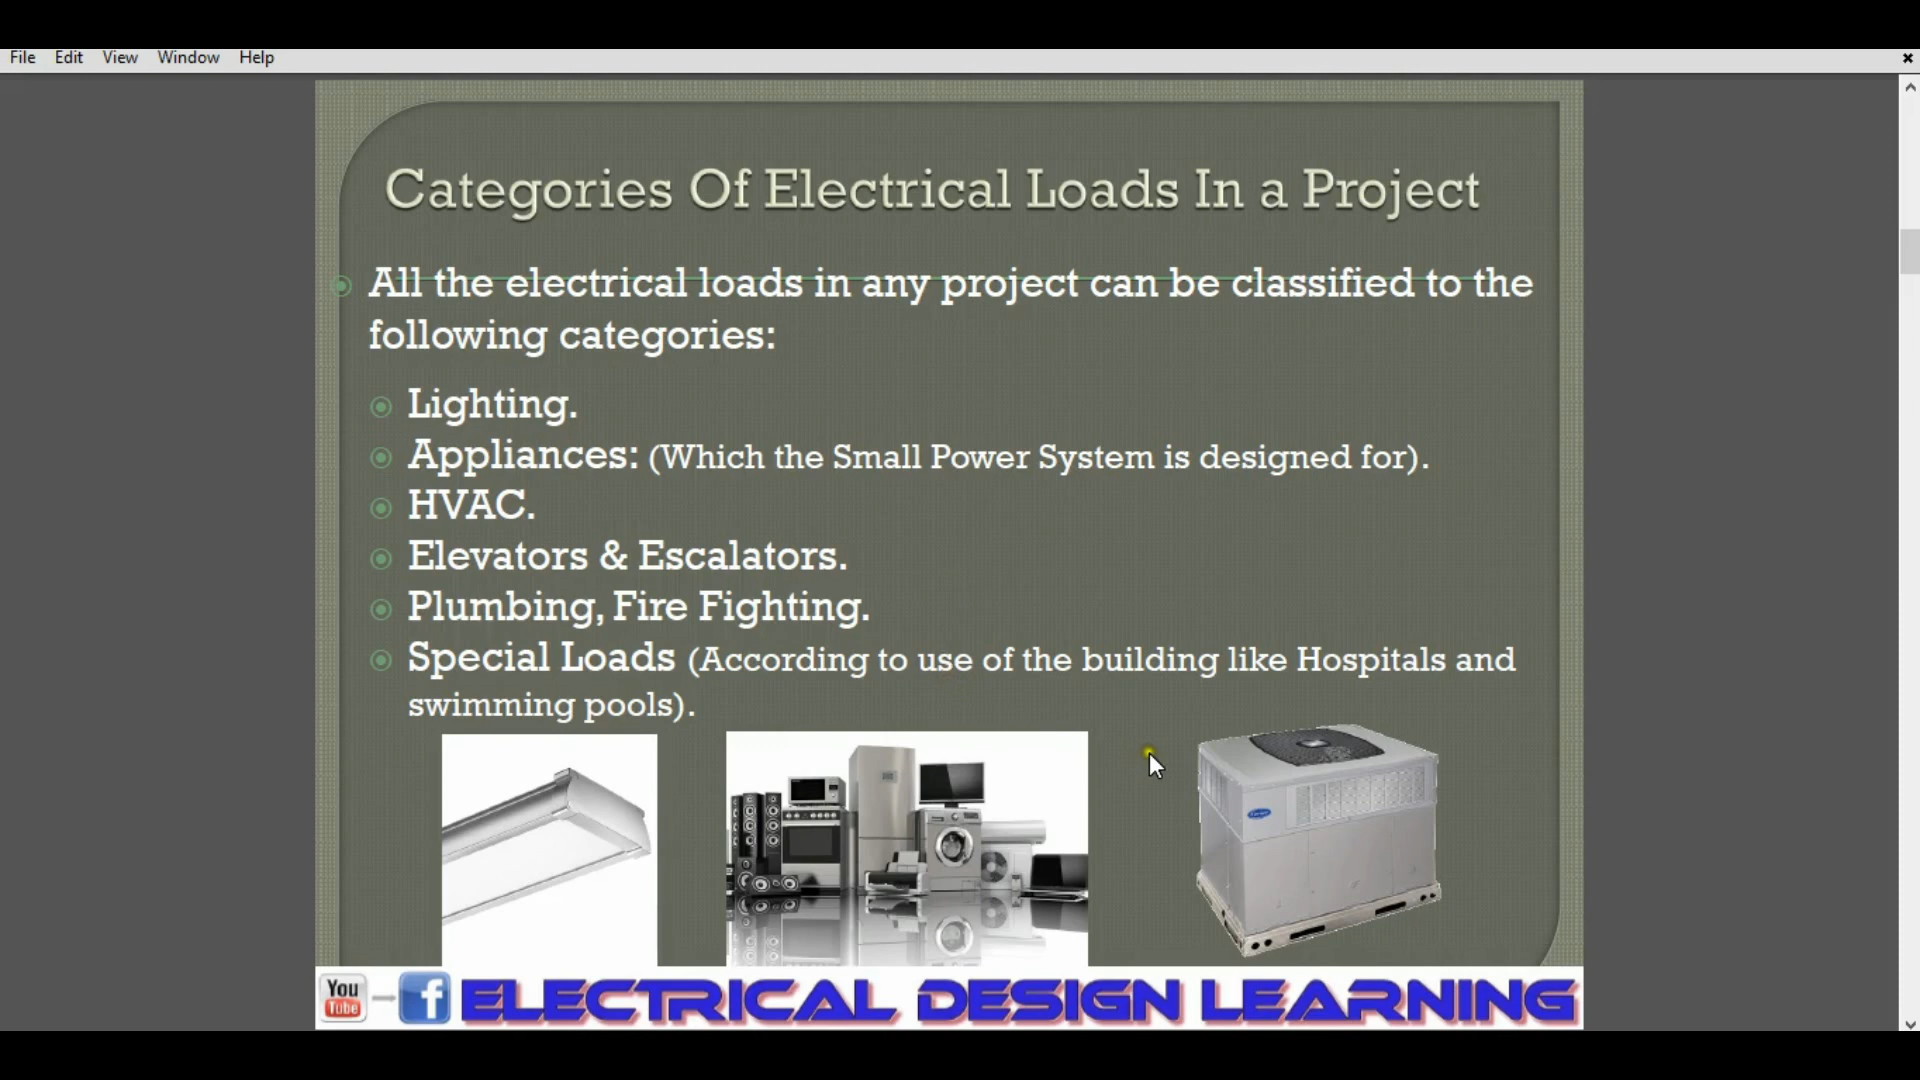 File Edit View Window Help
Categories Of Electrical Loads In a Project
All the electrical loads in any project can be classified to the
following categories:
Lighting.
Appliances: (Which the Small Power System is designed for).
HVAC.
Elevators & Escalators.
Plumbing, Fire Fighting.
Special Loads (According to use of the building like Hospitals and
swimming pools).
Carrier
You
Tube
f
ELECTRICAL DESIGN LEARNING